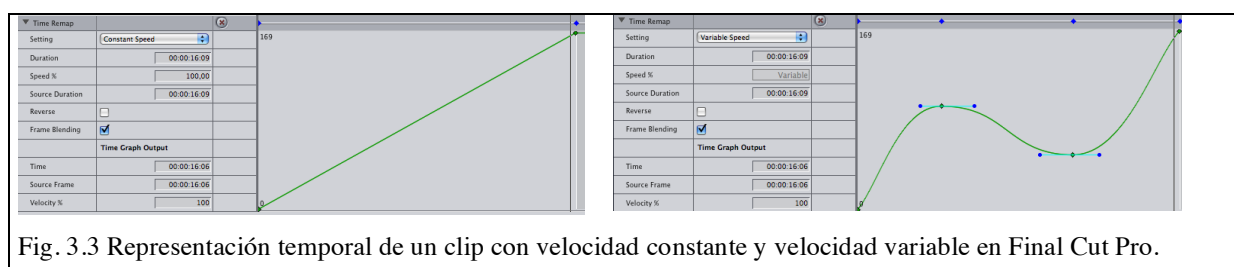 Time Remap
Setting Constant Speed
Duration 00:00:16:09
Speed % 100,00
Source Duration 00:00:16:09
Reverse
Frame Blending
Time Graph Output
Time 00:00:16:06
Source Frame 00:00:16:06
Velocity % 100
169
0
Time Remap
Setting Variable Speed
Duration 00:00:16:09
Speed % Variable
Source Duration 00:00:16:09
Reverse
Frame Blending
Time Graph Output
Time 00:00:16:06
Source Frame 00:00:16:06
Velocity % 100
169
0
Fig. 3.3 Representación temporal de un clip con velocidad constante y velocidad variable en Final Cut Pro.